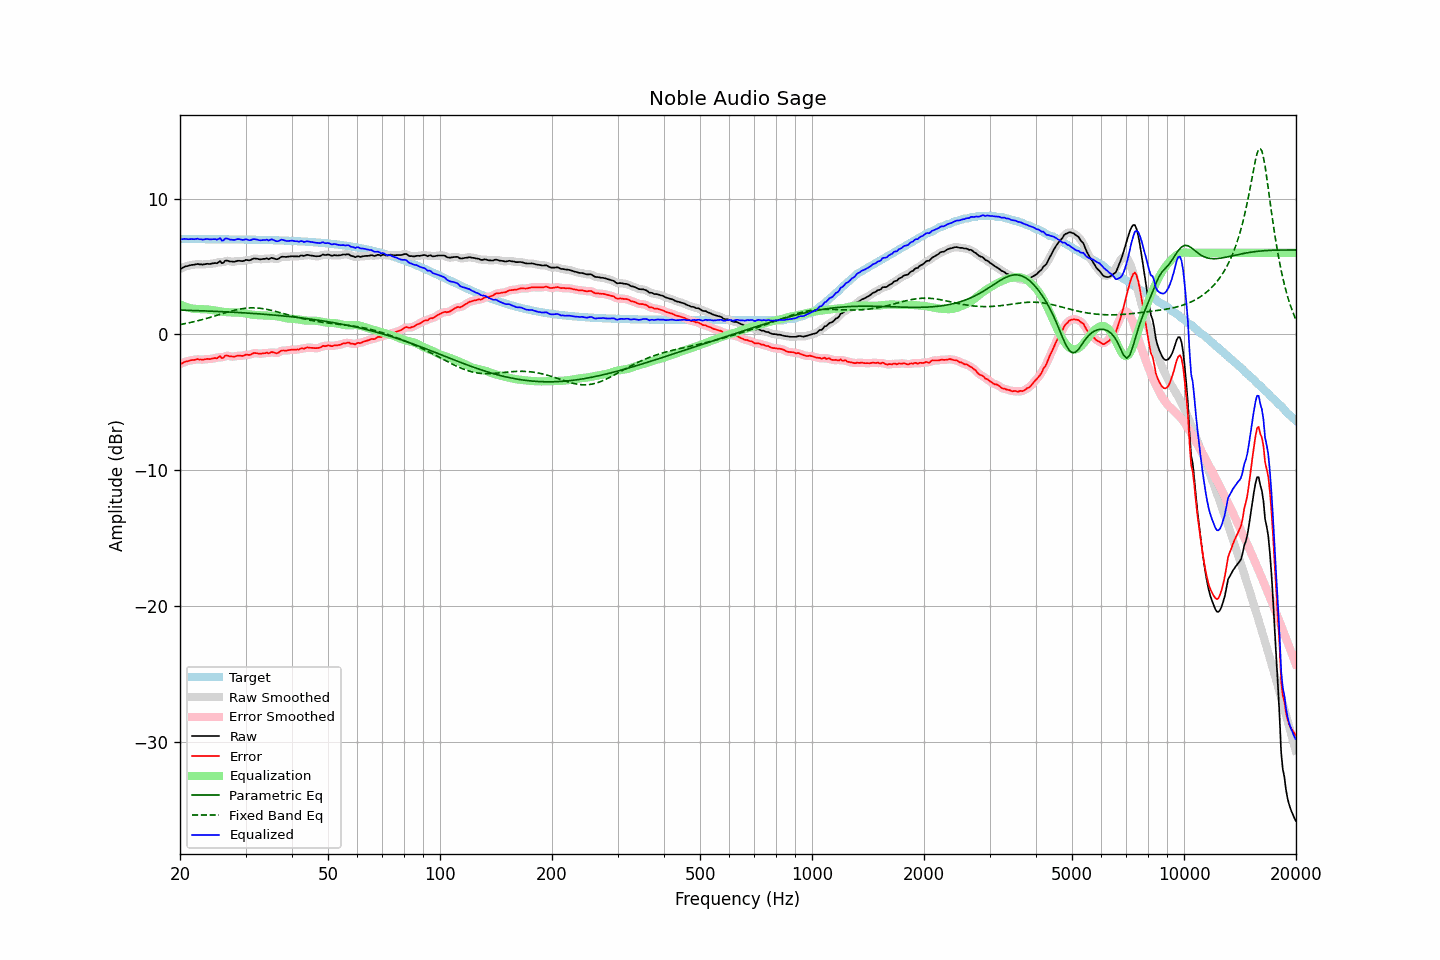 Noble Audio Sage
Amplitude (dBr)
10
0
−10
−20
−30
Target
Raw Smoothed
Error Smoothed
Raw
Error
Equalization
Parametric Eq
Fixed Band Eq
Equalized
20 50 100 200 500 1000 2000 5000 10000 20000
Frequency (Hz)